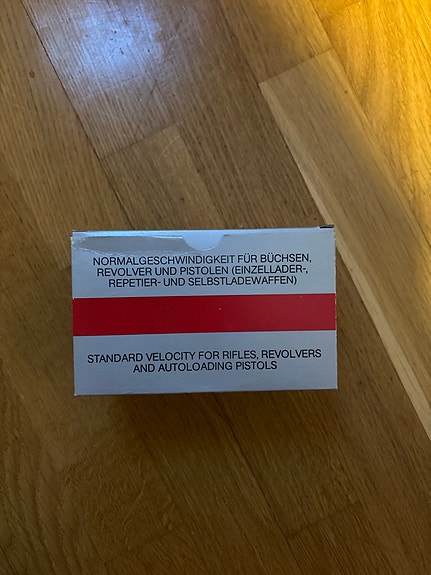 NORMALGESCHWINDIGKEIT FÜR BÜCHSEN,
REVOLVER UND PISTOLEN (EINZELLADER-,
REPETIER- UND SELBSTLADEWAFFEN)
STANDARD VELOCITY FOR RIFLES, REVOLVERS
AND AUTOLOADING PISTOLS